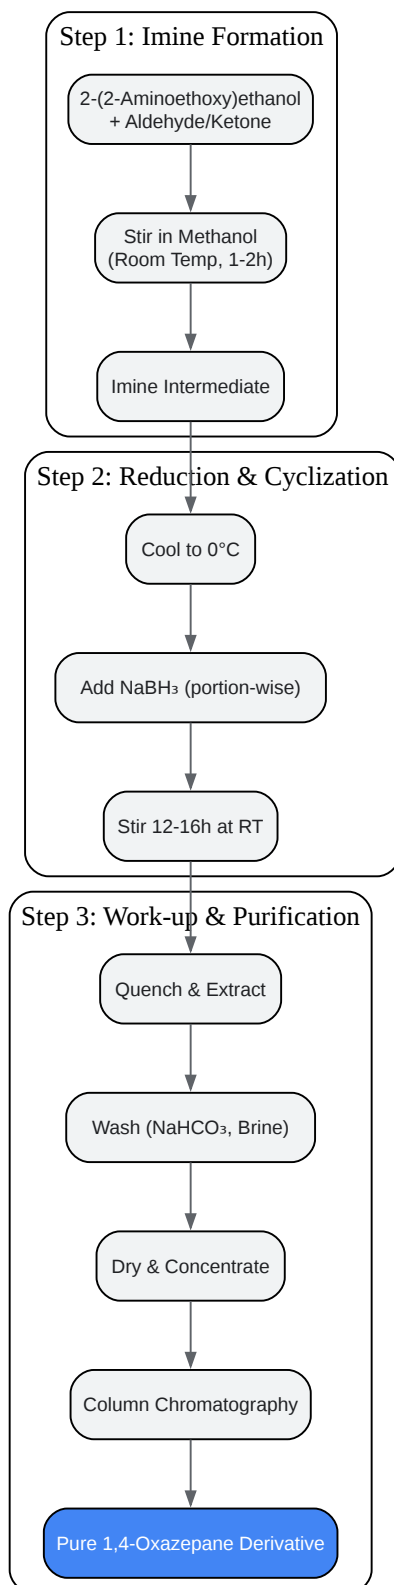 Step 1: Imine Formation
2-(2-Aminoethoxy)ethanol
+ Aldehyde/Ketone
Stir in Methanol
(Room Temp, 1-2h)
Imine Intermediate
Step 2: Reduction & Cyclization
Cool to 0°C
Add NaBH₃ (portion-wise)
Stir 12-16h at RT
Step 3: Work-up & Purification
Quench & Extract
Wash (NaHCO₃, Brine)
Dry & Concentrate
Column Chromatography
Pure 1,4-Oxazepane Derivative